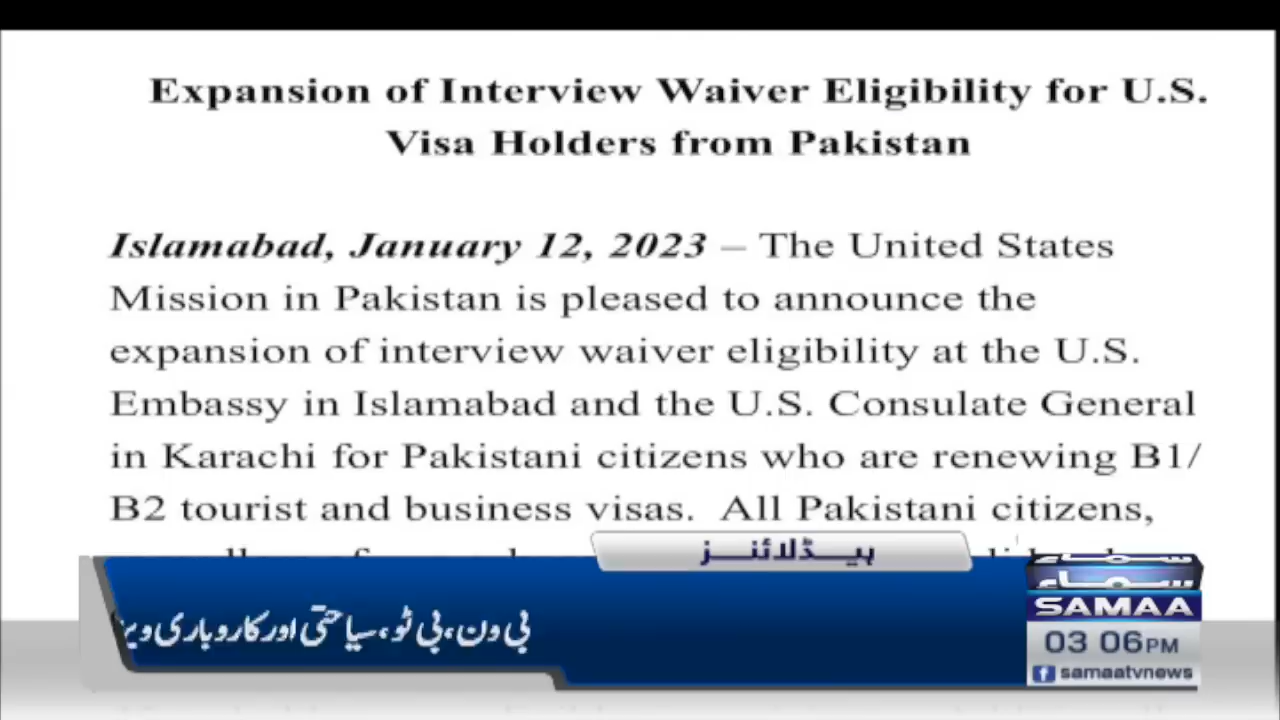 Expansion of Interview Waiver Eligibility for U.S.
Visa Holders from Pakistan
Islamabad, January 12, 2023 – The United States
Mission in Pakistan is pleased to announce the
expansion of interview waiver eligibility at the U.S.
Embassy in Islamabad and the U.S. Consulate General
in Karachi for Pakistani citizens who are renewing B1/
B2 tourist and business visas. All Pakistani citizens,
ہیڈلائنز
بی ون، بی ٹو، سیاحتی اور کاروباری
سماء
SAMAA
03 06PM
samaatvnews